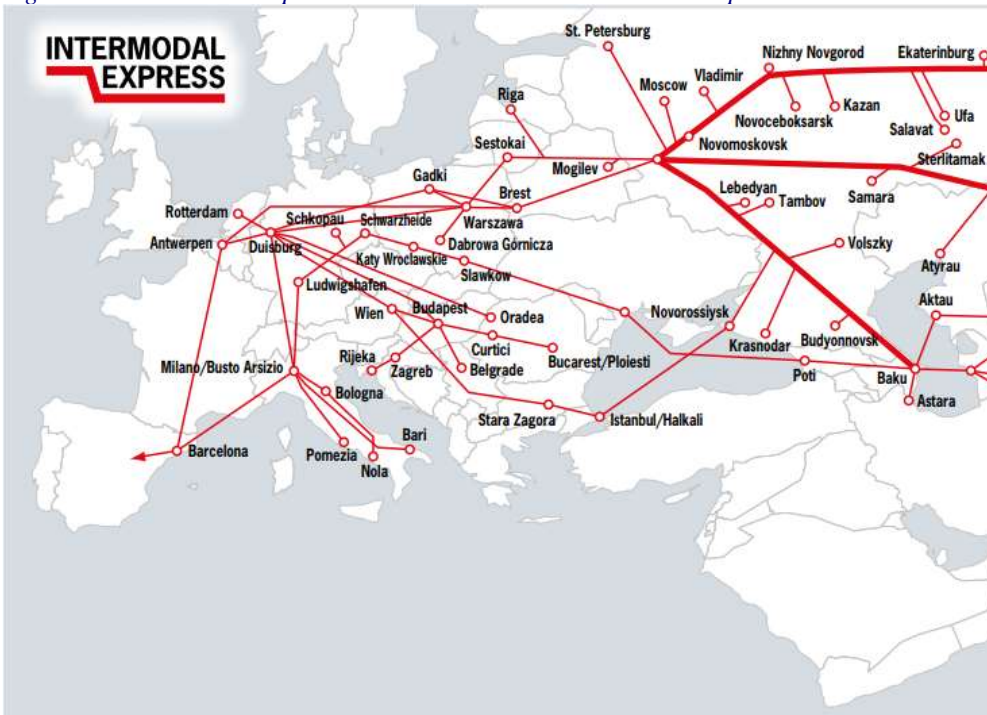 INTERMODAL
EXPRESS
St. Petersburg
Nizhny Novgorod
Ekaterinburg
Moscow
Vladimir
Riga
Novoceboksarsk
Kazan
Ufa
Salavat
Novomoskovsk
Sestokai
Mogilev
Sterlitamak
Samara
Gadki
Brest
Lebedyan
Tambov
Rotterdam
Schkopau
Schwarzheide
Warszawa
Antwerpen
Duisburg
Dabrowa Górnicza
Volszky
Katy Wroclawskie
Slawkow
Atyrau
Ludwigshafen
Aktau
Wien
Budapest
Oradea
Novorossiysk
Krasnodar
Budyonnovsk
Curtici
Bucarest/Ploiesti
Rijeka
Zagreb
Belgrade
Milano/Busto Arsizio
Poti
Baku
Bologna
Astara
Stara Zagora
Istanbul/Halkali
Bari
Barcelona
Pomezia
Nola